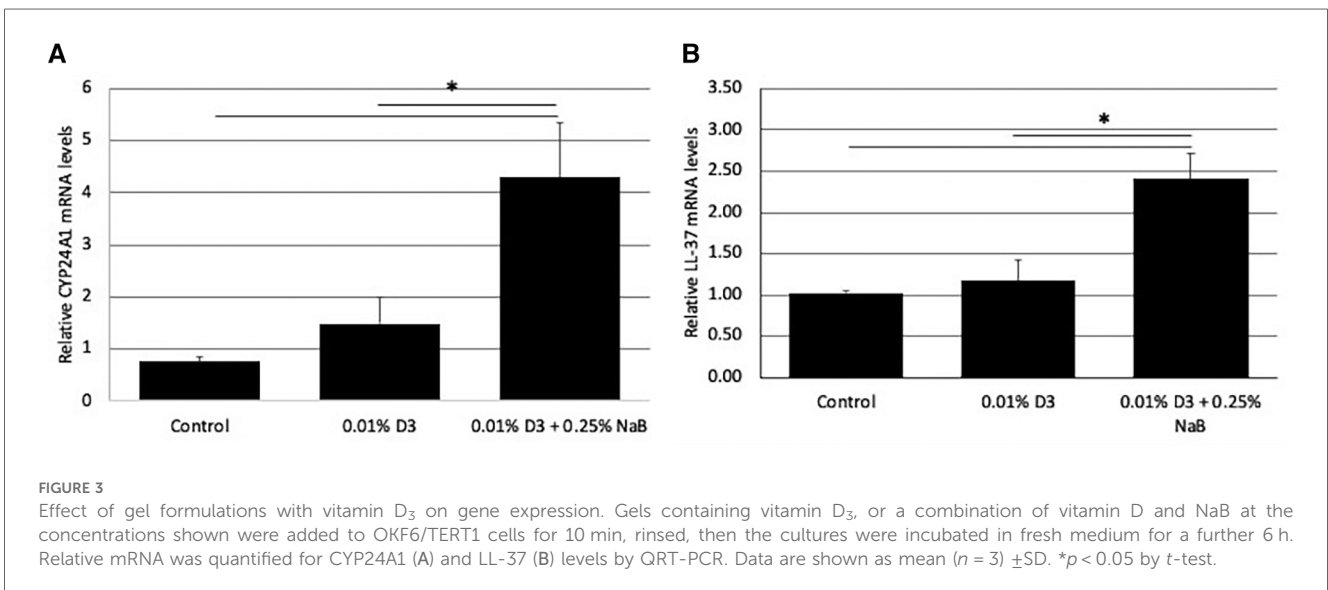 A
*
6
5
4
3
2
1
0
Relative CYP24A1 mRNA levels
Control
0.01% D3
0.01% D3 + 0.25% NaB
B
*
3.50
3.00
2.50
2.00
1.50
1.00
0.50
0.00
Relative LL-37 mRNA levels
Control
0.01% D3
0.01% D3 + 0.25%
NaB
FIGURE 3
Effect of gel formulations with vitamin D₃ on gene expression. Gels containing vitamin D₃, or a combination of vitamin D and NaB at the
concentrations shown were added to OKF6/TERT1 cells for 10 min, rinsed, then the cultures were incubated in fresh medium for a further 6 h.
Relative mRNA was quantified for CYP24A1 (A) and LL-37 (B) levels by QRT-PCR. Data are shown as mean (n = 3) ±SD. *p < 0.05 by t-test.